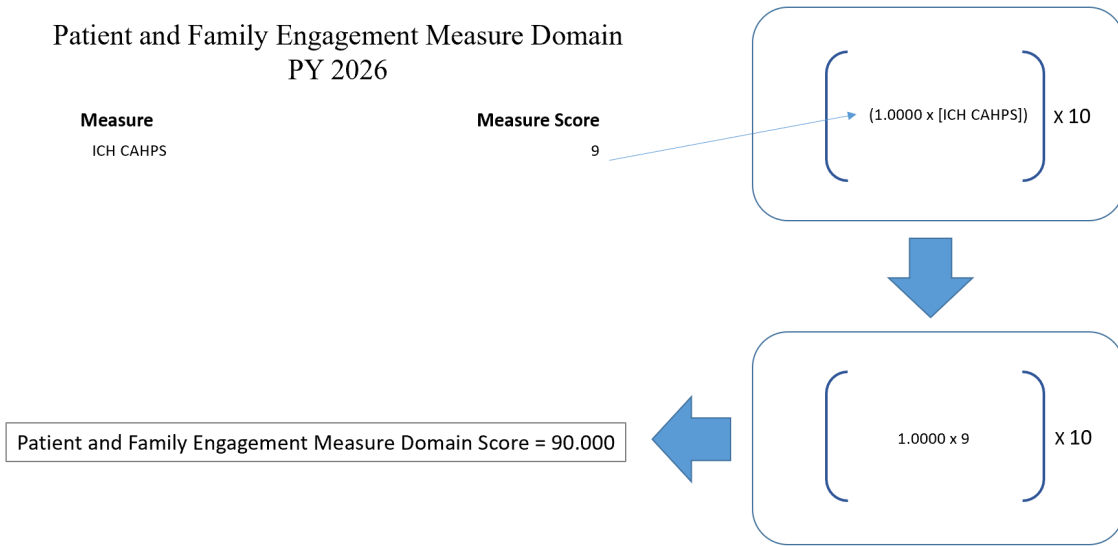 Patient and Family Engagement Measure Domain
PY 2026
Measure Measure Score
ICH CAHPS 9
(1.0000 x [ICH CAHPS]) X 10
1.0000 x 9 X 10
Patient and Family Engagement Measure Domain Score = 90.000